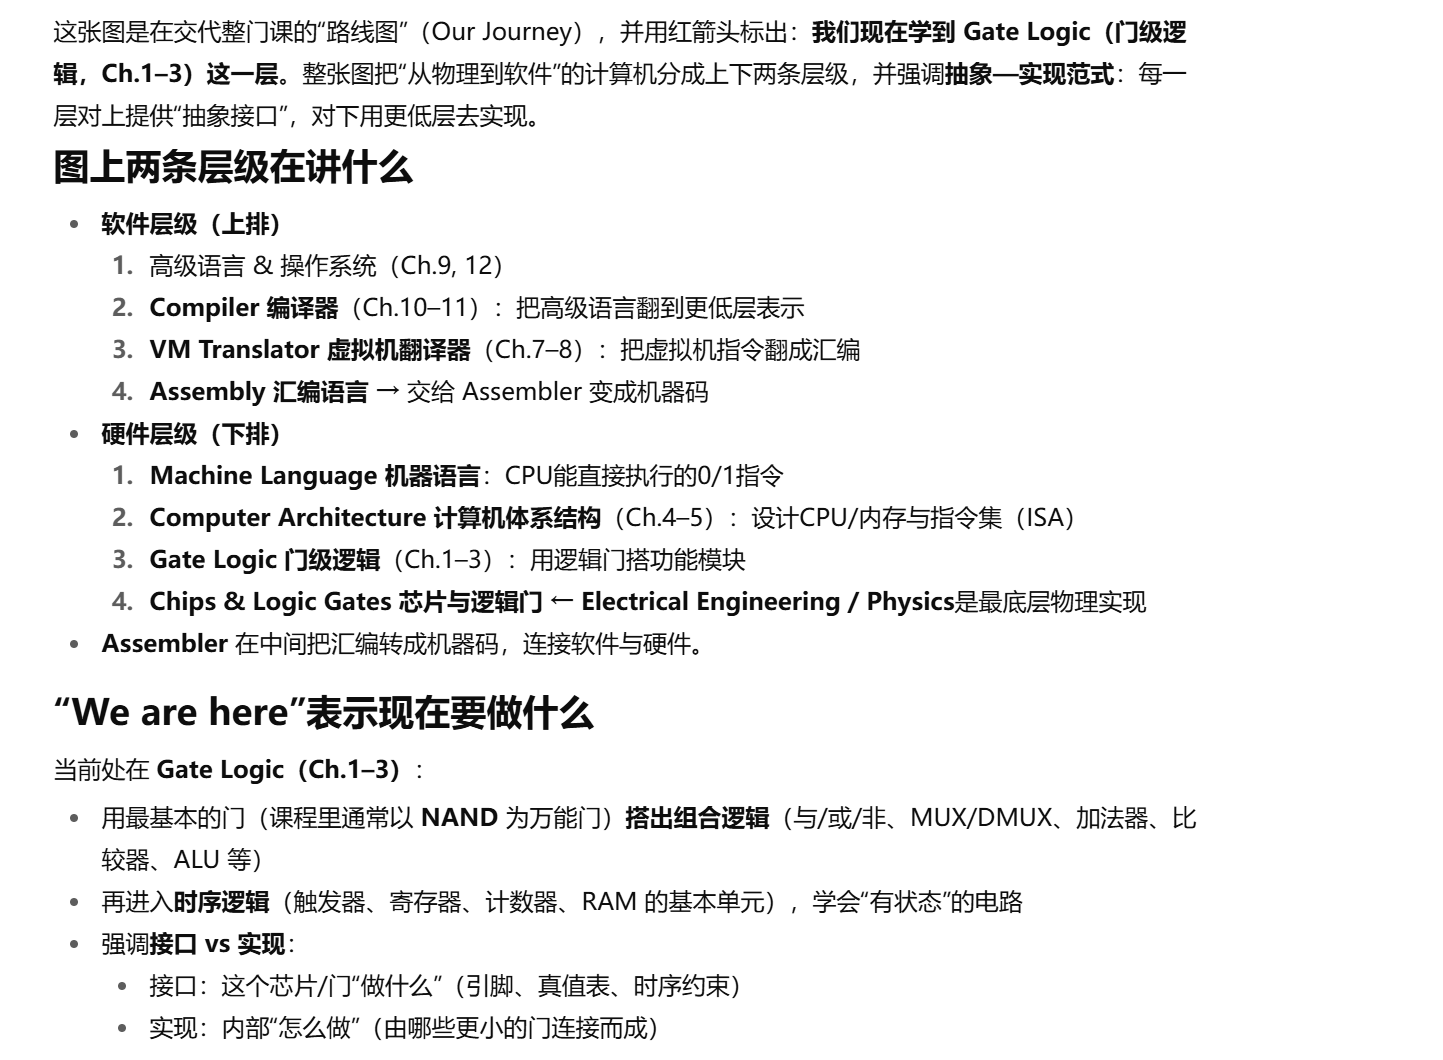 这张图是在交代整门课的“路线图”（Our Journey），并用红箭头标出：我们现在学到 Gate Logic（门级逻
辑，Ch.1–3）这一层。整张图把“从物理到软件”的计算机分成上下两条层级，并强调抽象—实现范式：每一
层对上提供“抽象接口”，对下用更低层去实现。
图上两条层级在讲什么
• 软件层级（上排）
1. 高级语言 & 操作系统（Ch.9, 12）
2. Compiler 编译器（Ch.10–11）：把高级语言翻到更低层表示
3. VM Translator 虚拟机翻译器（Ch.7–8）：把虚拟机指令翻成汇编
4. Assembly 汇编语言 → 交给 Assembler 变成机器码
• 硬件层级（下排）
1. Machine Language 机器语言：CPU能直接执行的0/1指令
2. Computer Architecture 计算机体系结构（Ch.4–5）：设计CPU/内存与指令集（ISA）
3. Gate Logic 门级逻辑（Ch.1–3）：用逻辑门搭功能模块
4. Chips & Logic Gates 芯片与逻辑门 ← Electrical Engineering / Physics是最底层物理实现
• Assembler 在中间把汇编转成机器码，连接软件与硬件。
“We are here”表示现在要做什么
当前处在 Gate Logic（Ch.1–3）：
• 用最基本的门（课程里通常以 NAND 为万能门）搭出组合逻辑（与/或/非、MUX/DMUX、加法器、比
较器、ALU 等）
• 再进入时序逻辑（触发器、寄存器、计数器、RAM 的基本单元），学会“有状态”的电路
• 强调接口 vs 实现：
• 接口：这个芯片/门“做什么”（引脚、真值表、时序约束）
• 实现：内部“怎么做”（由哪些更小的门连接而成）